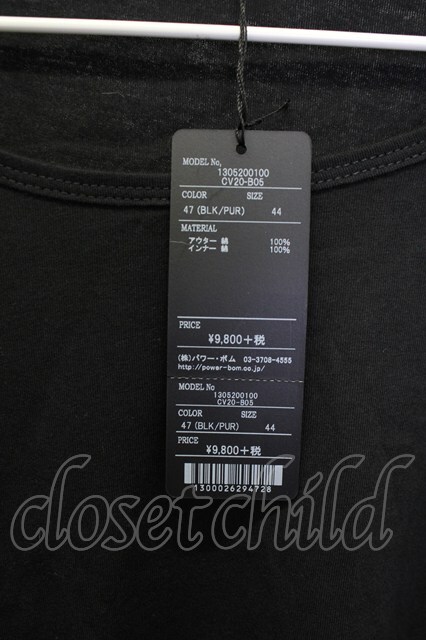 MODEL No,
1305200100
CV20-B05
COLOR SIZE
47 (BLK/PUR) 44
MATERIAL
アウター 綿 100%
インナー 綿 100%
PRICE
¥9,800+税
(株)パワー・ボム 03-3708-4555
http://power-bom.co.jp/
MODEL No
1305200100
CV20-B05
COLOR SIZE
47 (BLK/PUR) 44
PRICE
¥9,800+税
1300026294728
closetchild